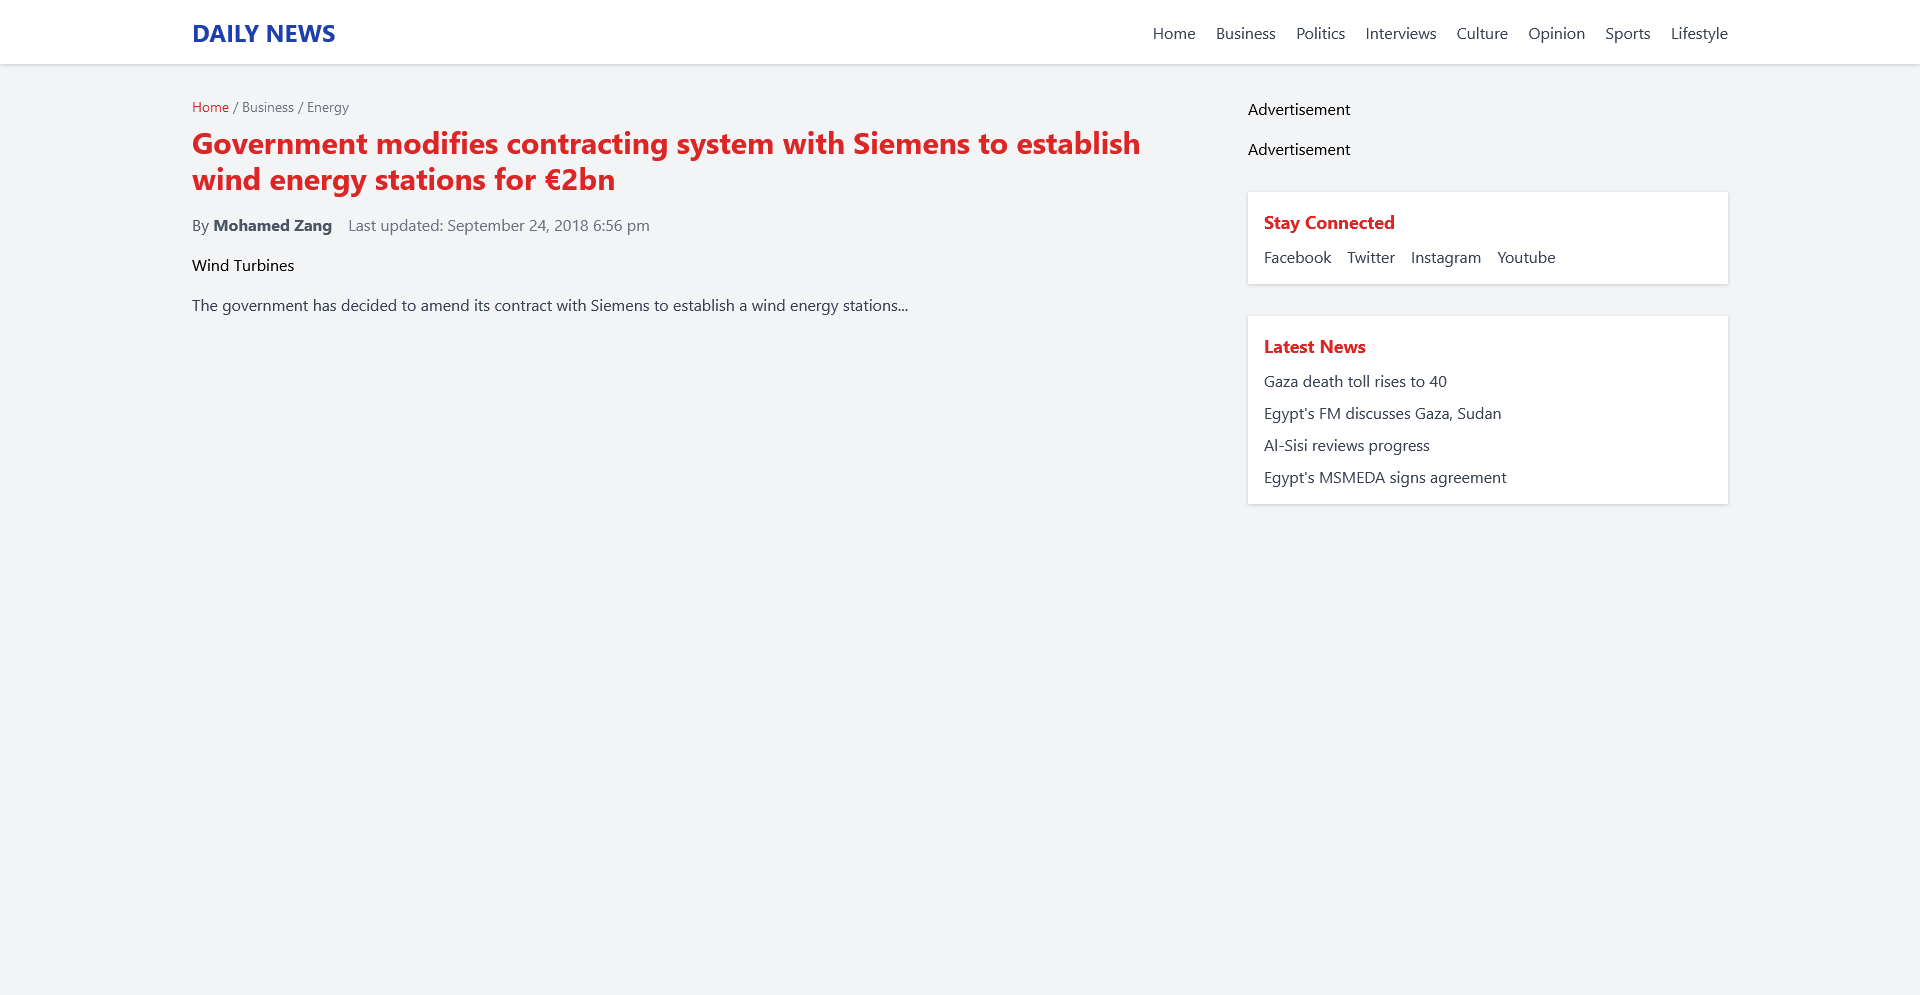 DAILY NEWS
Home Business Politics Interviews Culture Opinion Sports Lifestyle
Home / Business / Energy
Government modifies contracting system with Siemens to establish
wind energy stations for €2bn
By Mohamed Zang Last updated: September 24, 2018 6:56 pm
Wind Turbines
The government has decided to amend its contract with Siemens to establish a wind energy stations...
Advertisement
Advertisement
Stay Connected
Facebook Twitter Instagram Youtube
Latest News
Gaza death toll rises to 40
Egypt's FM discusses Gaza, Sudan
Al-Sisi reviews progress
Egypt's MSMEDA signs agreement